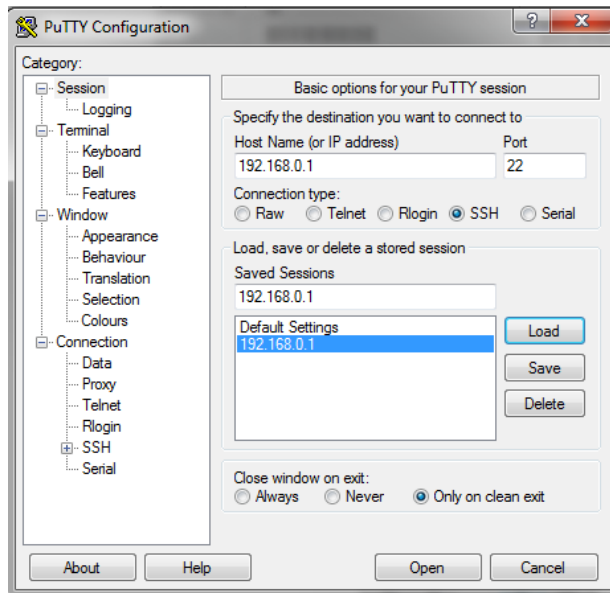 PuTTY Configuration
Category:
Session
Logging
Terminal
Keyboard
Bell
Features
Window
Appearance
Behaviour
Translation
Selection
Colours
Connection
Data
Proxy
Telnet
Rlogin
SSH
Serial
Basic options for your PuTTY session
Specify the destination you want to connect to
Host Name (or IP address) Port
192.168.0.1 22
Connection type:
Raw Telnet Rlogin SSH Serial
Load, save or delete a stored session
Saved Sessions
192.168.0.1
Default Settings
192.168.0.1
Load
Save
Delete
Close window on exit:
Always Never Only on clean exit
About Help Open Cancel